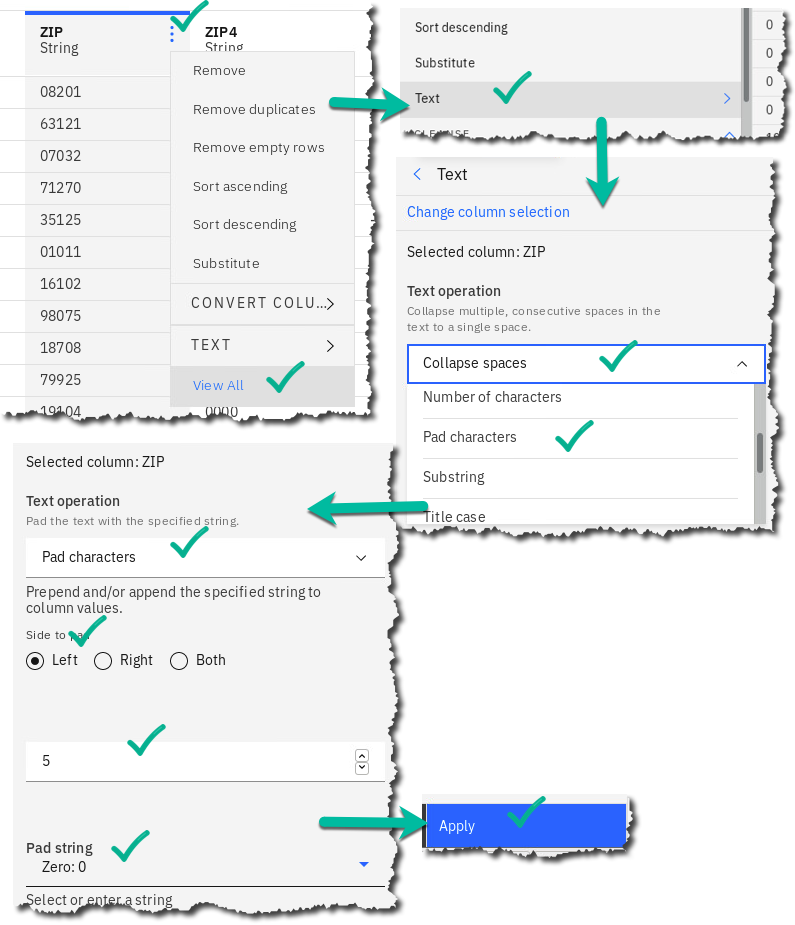 ZIP
String
ZIP4
String
08201
63121
07032
71270
35125
01011
16102
98075
18708
79925
19104
0000
Remove
Remove duplicates
Remove empty rows
Sort ascending
Sort descending
Substitute
CONVERT COLU...
TEXT
View All
Sort descending
Substitute
Text
CLEANSE
0
0
0
0
Text
Change column selection
Selected column: ZIP
Text operation
Collapse multiple, consecutive spaces in the
text to a single space.
Collapse spaces
Number of characters
Pad characters
Substring
Title case
Selected column: ZIP
Text operation
Pad the text with the specified string.
Pad characters
Prepend and/or append the specified string to
column values.
Side to pad
Left Right Both
5
Pad string
Zero: 0
Select or enter a string
Apply